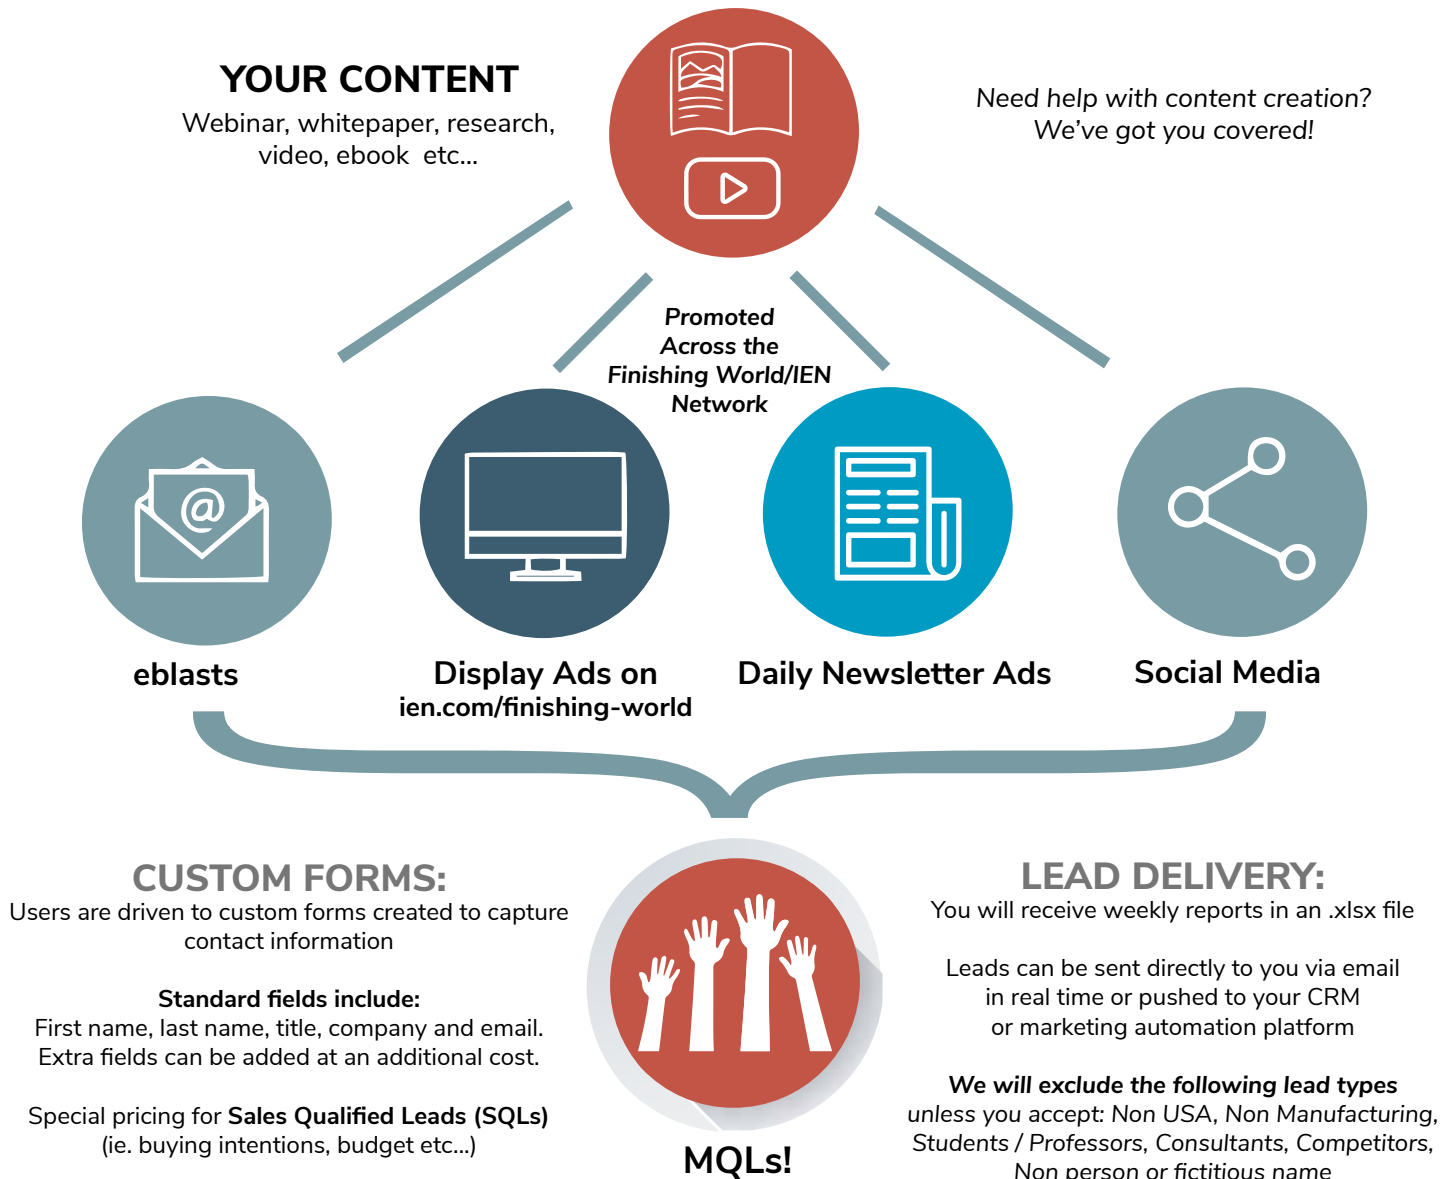 YOUR CONTENT
Webinar, whitepaper, research,
video, ebook etc...
Need help with content creation?
We've got you covered!
Promoted
Across the
Finishing World/IEN
Network
@
eblasts
Display Ads on
ien.com/finishing-world
Daily Newsletter Ads
Social Media
CUSTOM FORMS:
Users are driven to custom forms created to capture
contact information
Standard fields include:
First name, last name, title, company and email.
Extra fields can be added at an additional cost.
Special pricing for Sales Qualified Leads (SQLs)
(ie. buying intentions, budget etc...)
MQLs!
LEAD DELIVERY:
You will receive weekly reports in an .xlsx file
Leads can be sent directly to you via email
in real time or pushed to your CRM
or marketing automation platform
We will exclude the following lead types
unless you accept: Non USA, Non Manufacturing,
Students / Professors, Consultants, Competitors,
Non person or fictitious name